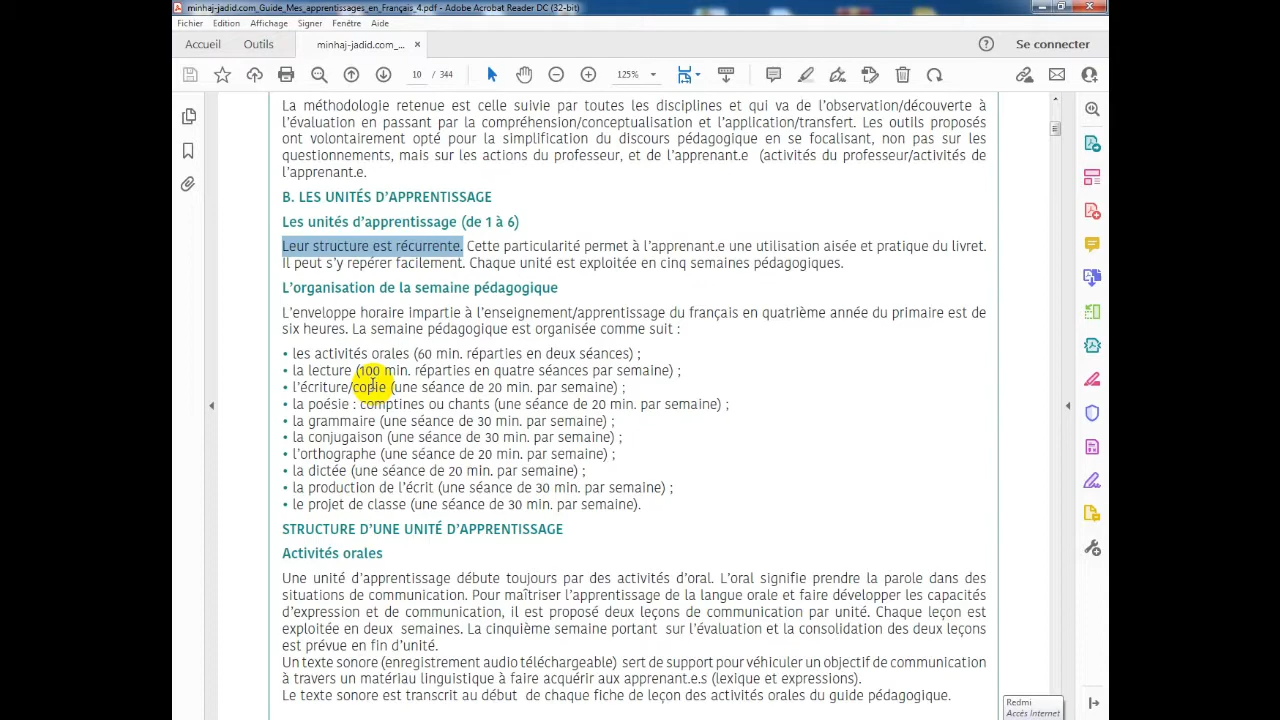 minhaj-jadid.com_Guide_Mes_apprentissages_en_Français_4.pdf - Adobe Acrobat Reader DC (32-bit)
Fichier Edition Affichage Signer Fenêtre Aide
Accueil Outils minhaj-jadid.com_... × Se connecter
10 / 344 125%
La méthodologie retenue est celle suivie par toutes les disciplines et qui va de l'observation/découverte à
l'évaluation en passant par la compréhension/conceptualisation et l'application/transfert. Les outils proposés
ont volontairement opté pour la simplification du discours pédagogique en se focalisant, non pas sur les
questionnements, mais sur les actions du professeur, et de l'apprenant.e (activités du professeur/activités de
l'apprenant.e.
B. LES UNITÉS D'APPRENTISSAGE
Les unités d'apprentissage (de 1 à 6)
Leur structure est récurrente. Cette particularité permet à l'apprenant.e une utilisation aisée et pratique du livret.
Il peut s'y repérer facilement. Chaque unité est exploitée en cinq semaines pédagogiques.
L'organisation de la semaine pédagogique
L'enveloppe horaire impartie à l'enseignement/apprentissage du français en quatrième année du primaire est de
six heures. La semaine pédagogique est organisée comme suit :
• les activités orales (60 min. réparties en deux séances) ;
• la lecture (100 min. réparties en quatre séances par semaine) ;
• l'écriture/copie (une séance de 20 min. par semaine) ;
• la poésie : comptines ou chants (une séance de 20 min. par semaine) ;
• la grammaire (une séance de 30 min. par semaine) ;
• la conjugaison (une séance de 30 min. par semaine) ;
• l'orthographe (une séance de 20 min. par semaine) ;
• la dictée (une séance de 20 min. par semaine) ;
• la production de l'écrit (une séance de 30 min. par semaine) ;
• le projet de classe (une séance de 30 min. par semaine).
STRUCTURE D'UNE UNITÉ D'APPRENTISSAGE
Activités orales
Une unité d'apprentissage débute toujours par des activités d'oral. L'oral signifie prendre la parole dans des
situations de communication. Pour maîtriser l'apprentissage de la langue orale et faire développer les capacités
d'expression et de communication, il est proposé deux leçons de communication par unité. Chaque leçon est
exploitée en deux semaines. La cinquième semaine portant sur l'évaluation et la consolidation des deux leçons
est prévue en fin d'unité.
Un texte sonore (enregistrement audio téléchargeable) sert de support pour véhiculer un objectif de communication
à travers un matériau linguistique à faire acquérir aux apprenant.e.s (lexique et expressions).
Le texte sonore est transcrit au début de chaque fiche de leçon des activités orales du guide pédagogique.
Redmi
Accès Internet